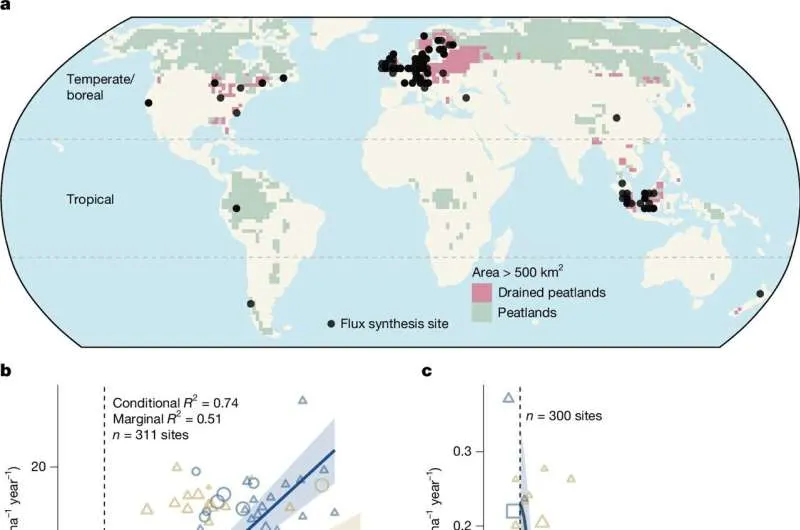 a
Temperate/
boreal
Tropical
Area > 500 km²
Drained peatlands
Peatlands
Flux synthesis site
b
Conditional R² = 0.74
Marginal R² = 0.51
n = 311 sites
20
ha⁻¹ year⁻¹)
c
n = 300 sites
0.3
0.2
ha⁻¹ year⁻¹)